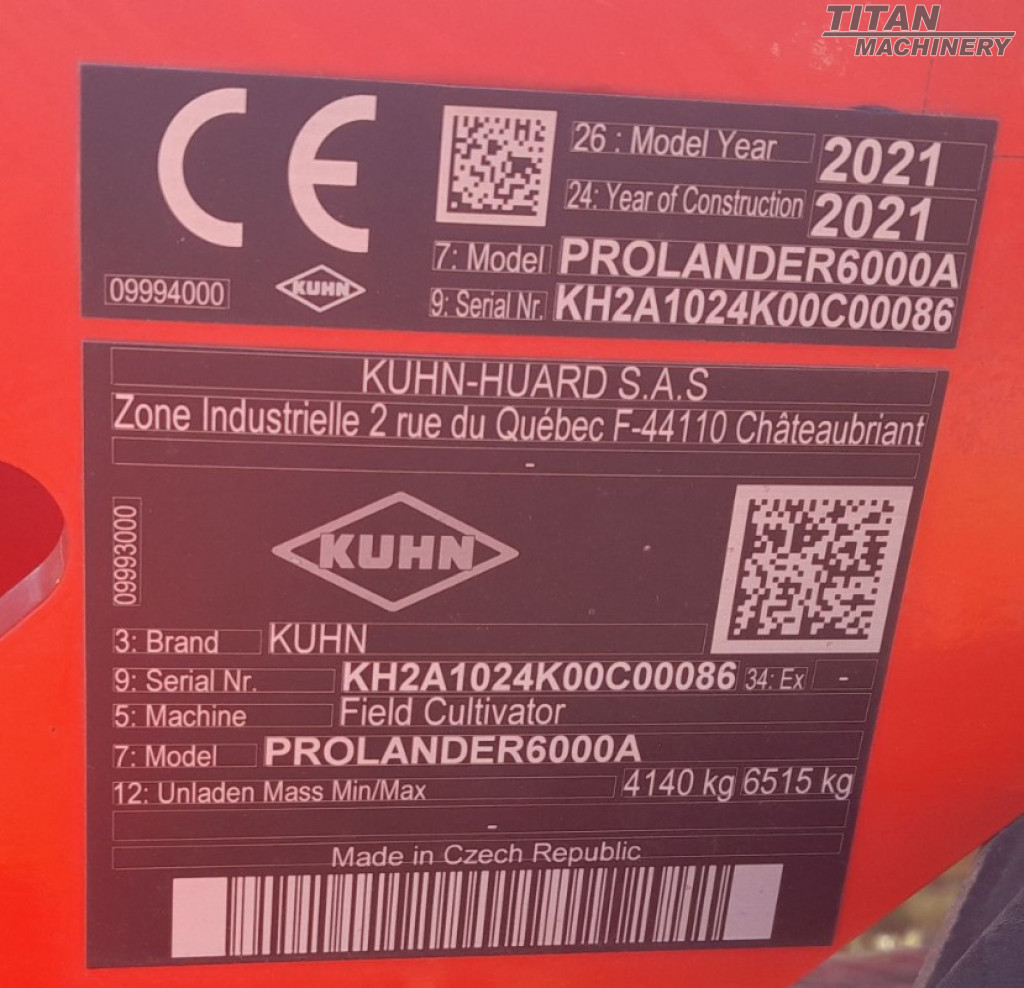 TITAN
MACHINERY
CE
26 : Model Year 2021
24: Year of Construction 2021
7: Model PROLANDER6000A
09994000 KUHN 9: Serial Nr. KH2A1024K00C00086
KUHN-HUARD S.A.S
Zone Industrielle 2 rue du Québec F-44110 Châteaubriant
-
09993000
KUHN
3: Brand KUHN
9: Serial Nr. KH2A1024K00C00086 34: Ex -
5: Machine Field Cultivator
7: Model PROLANDER6000A
12: Unladen Mass Min/Max 4140 kg 6515 kg
-
Made in Czech Republic